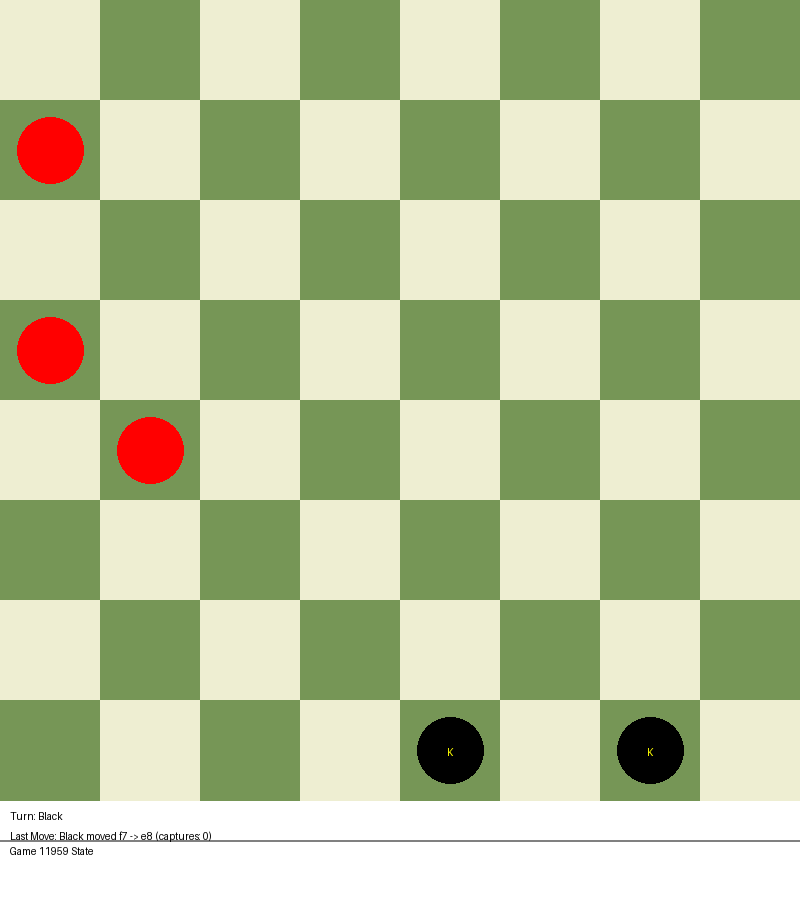 K K
Turn: Black
Last Move: Black moved f7 -> e8 (captures: 0)
Game 11959 State